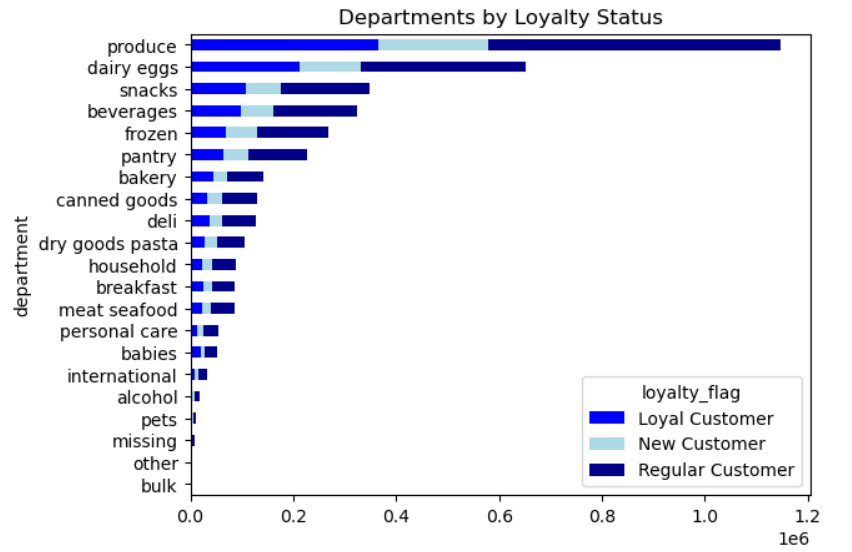 Departments by Loyalty Status
department
produce
dairy eggs
snacks
beverages
frozen
pantry
bakery
canned goods
deli
dry goods pasta
household
breakfast
meat seafood
personal care
babies
international
alcohol
pets
missing
other
bulk
loyalty_flag
Loyal Customer
New Customer
Regular Customer
0.0 0.2 0.4 0.6 0.8 1.0 1.2
1e6